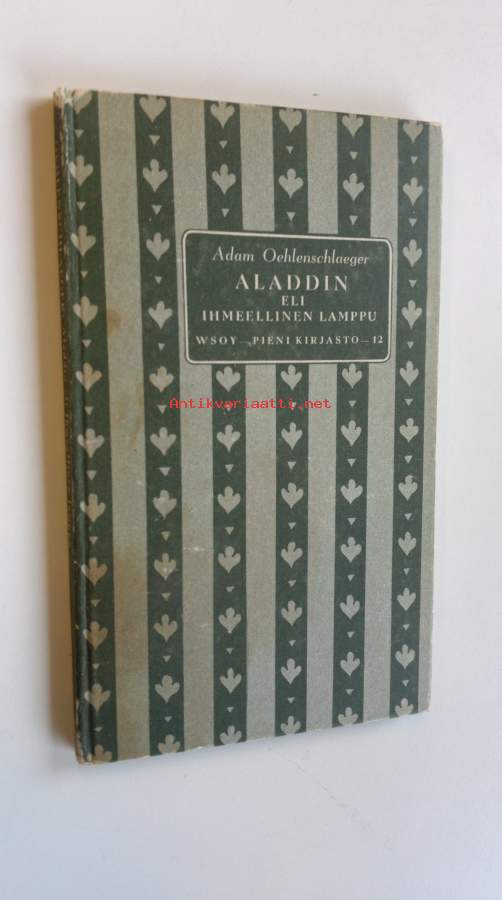 Adam Oehlenschlaeger
ALADDIN
ELI
IHMEELLINEN LAMPPU
WSOY — PIENI KIRJASTO — 12
Antikvariaatti.net